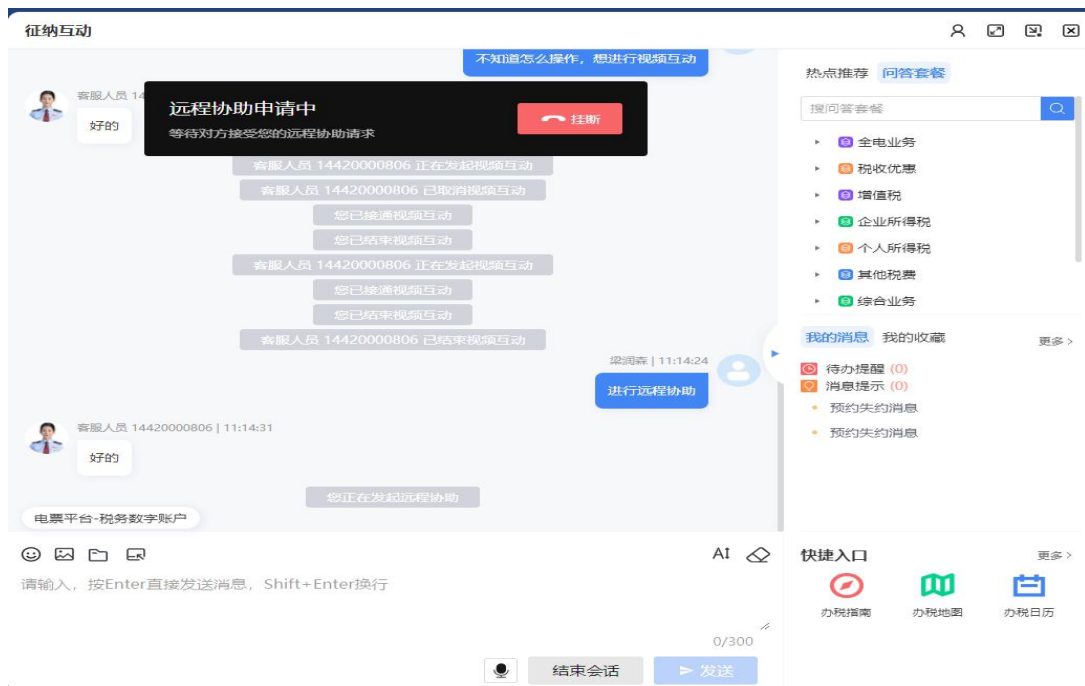 征纳互动
不知道怎么操作，想进行视频互动
客服人员 14
好的
远程协助申请中
等待对方接受您的远程协助请求
挂断
客服人员 14420000806 正在发起视频互动
客服人员 14420000806 已取消视频互动
您已接通视频互动
您已结束视频互动
客服人员 14420000806 正在发起视频互动
您已接通视频互动
您已结束视频互动
客服人员 14420000806 已结束视频互动
梁润森 | 11:14:24
进行远程协助
客服人员 14420000806 | 11:14:31
好的
您正在发起远程协助
电票平台-税务数字账户
AI
请输入，按Enter直接发送消息，Shift+Enter换行
0/300
结束会话
发送
热点推荐 问答套餐
搜问答套餐
全电业务
税收优惠
增值税
企业所得税
个人所得税
其他税费
综合业务
我的消息 我的收藏 更多 >
待办提醒 (0)
消息提示 (0)
预约失约消息
预约失约消息
快捷入口 更多 >
办税指南 办税地图 办税日历